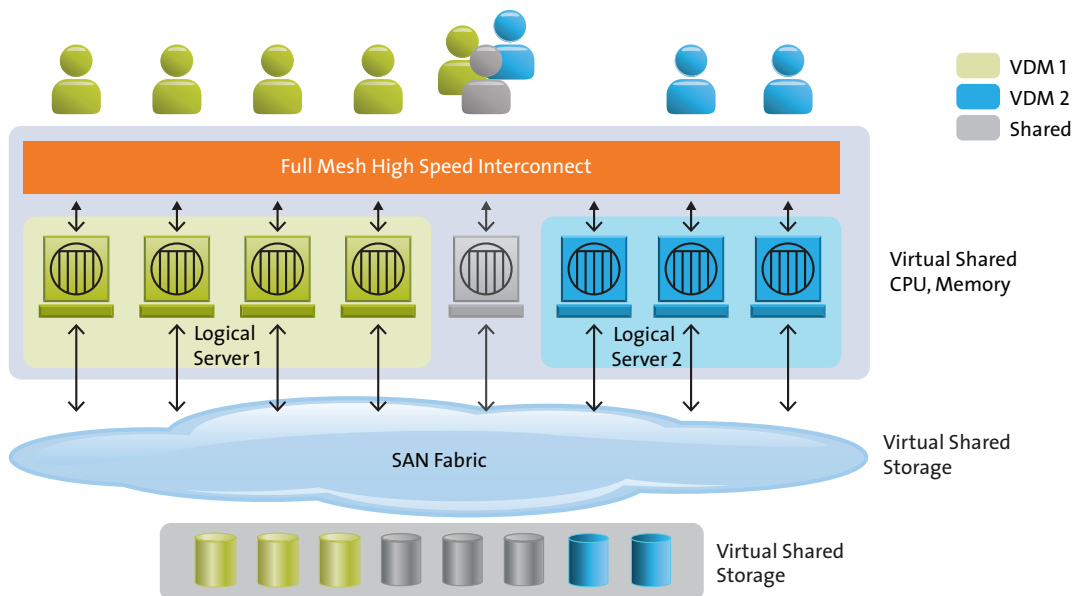 VDM 1
VDM 2
Shared
Full Mesh High Speed Interconnect
Virtual Shared
CPU, Memory
Logical
Server 1
Logical
Server 2
SAN Fabric
Virtual Shared
Storage
Virtual Shared
Storage